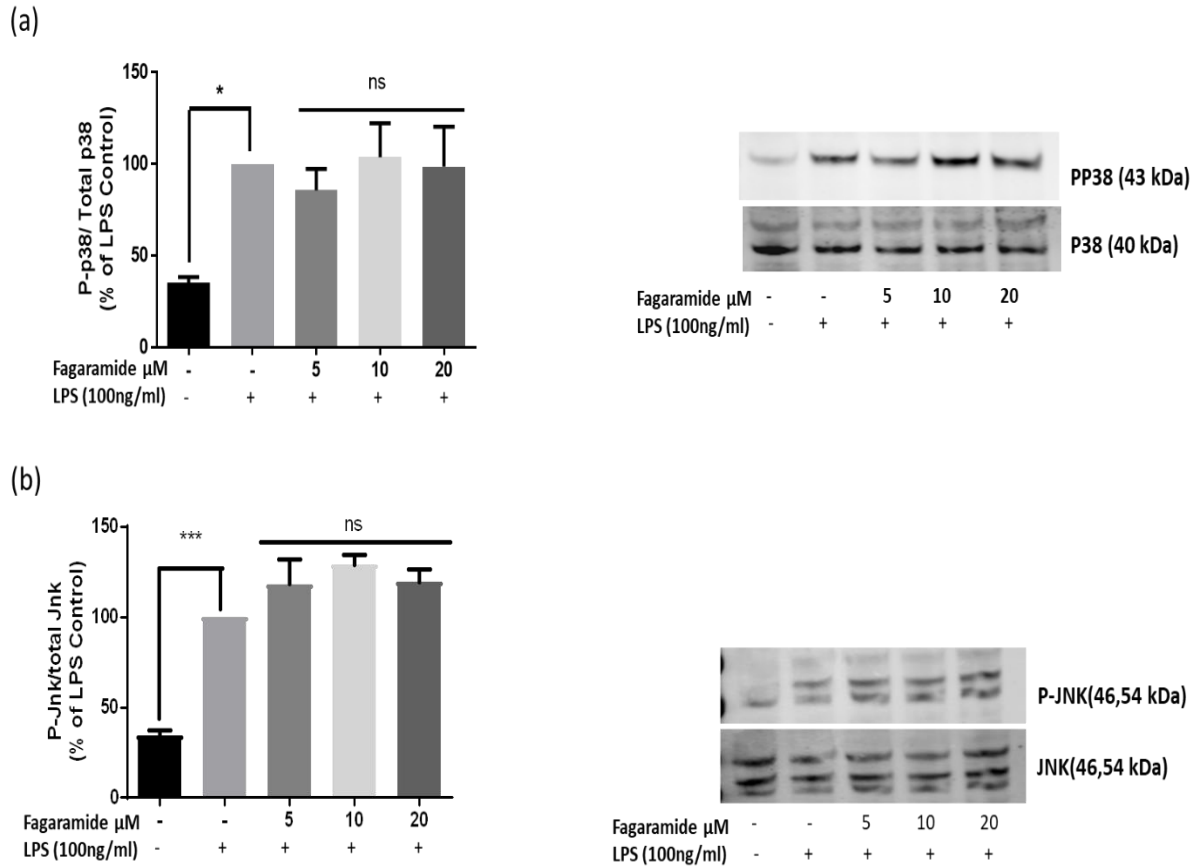 (a)
P-p38/ Total p38
(% of LPS Control)
150
100
50
0
*
ns
Fagaramide µM - - 5 10 20
LPS (100ng/ml) - + + + +
PP38 (43 kDa)
P38 (40 kDa)
Fagaramide µM - - 5 10 20
LPS (100ng/ml) - + + + +
(b)
P-Jnk/total Jnk
(% of LPS Control)
150
100
50
0
***
ns
Fagaramide µM - - 5 10 20
LPS (100ng/ml) - + + + +
P-JNK(46,54 kDa)
JNK(46,54 kDa)
Fagaramide µM - - 5 10 20
LPS (100ng/ml) - + + + +